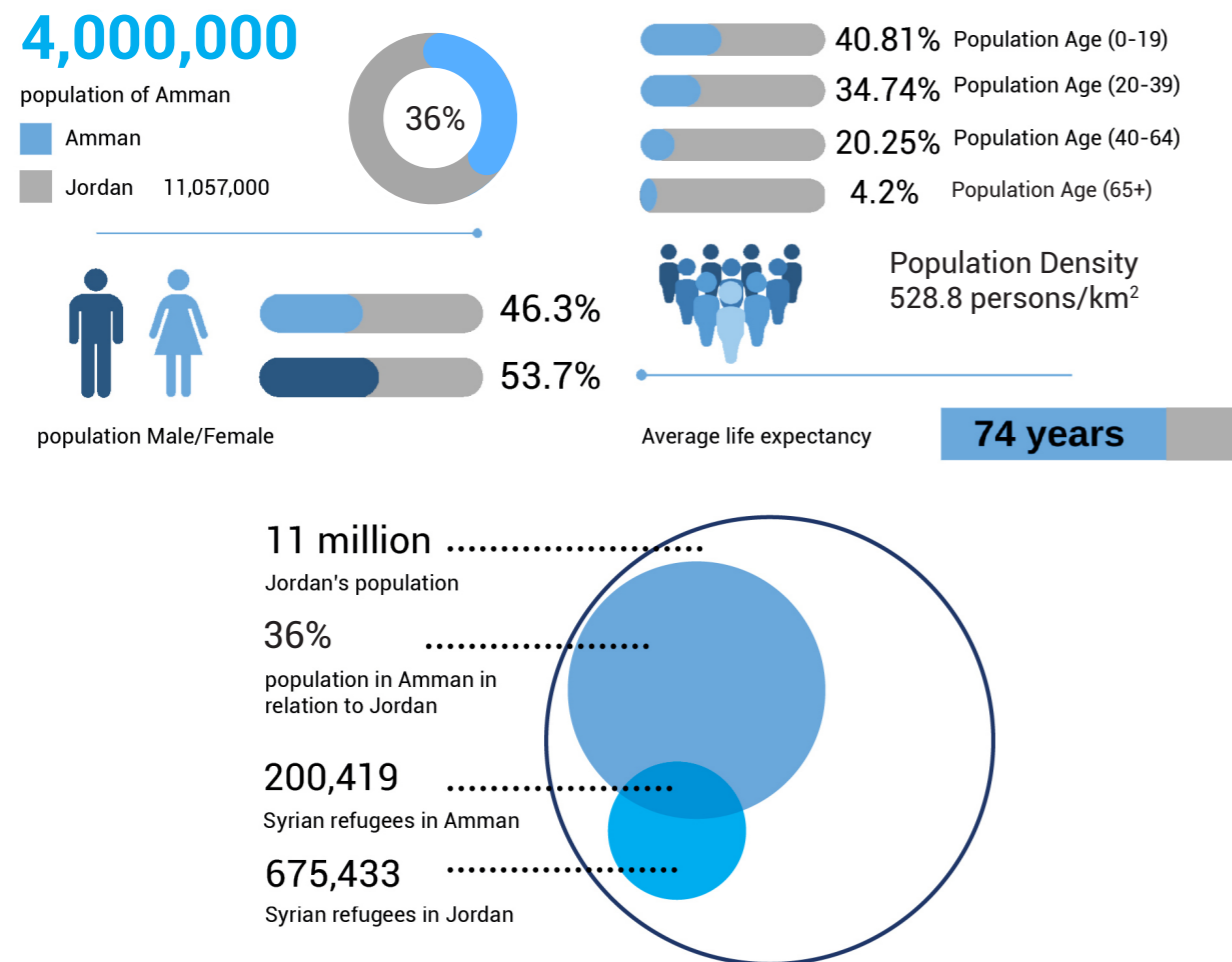 4,000,000
population of Amman
Amman
Jordan 11,057,000
36%
40.81% Population Age (0-19)
34.74% Population Age (20-39)
20.25% Population Age (40-64)
4.2% Population Age (65+)
46.3%
53.7%
population Male/Female
Population Density
528.8 persons/km²
Average life expectancy
74 years
11 million
Jordan's population
36%
population in Amman in
relation to Jordan
200,419
Syrian refugees in Amman
675,433
Syrian refugees in Jordan